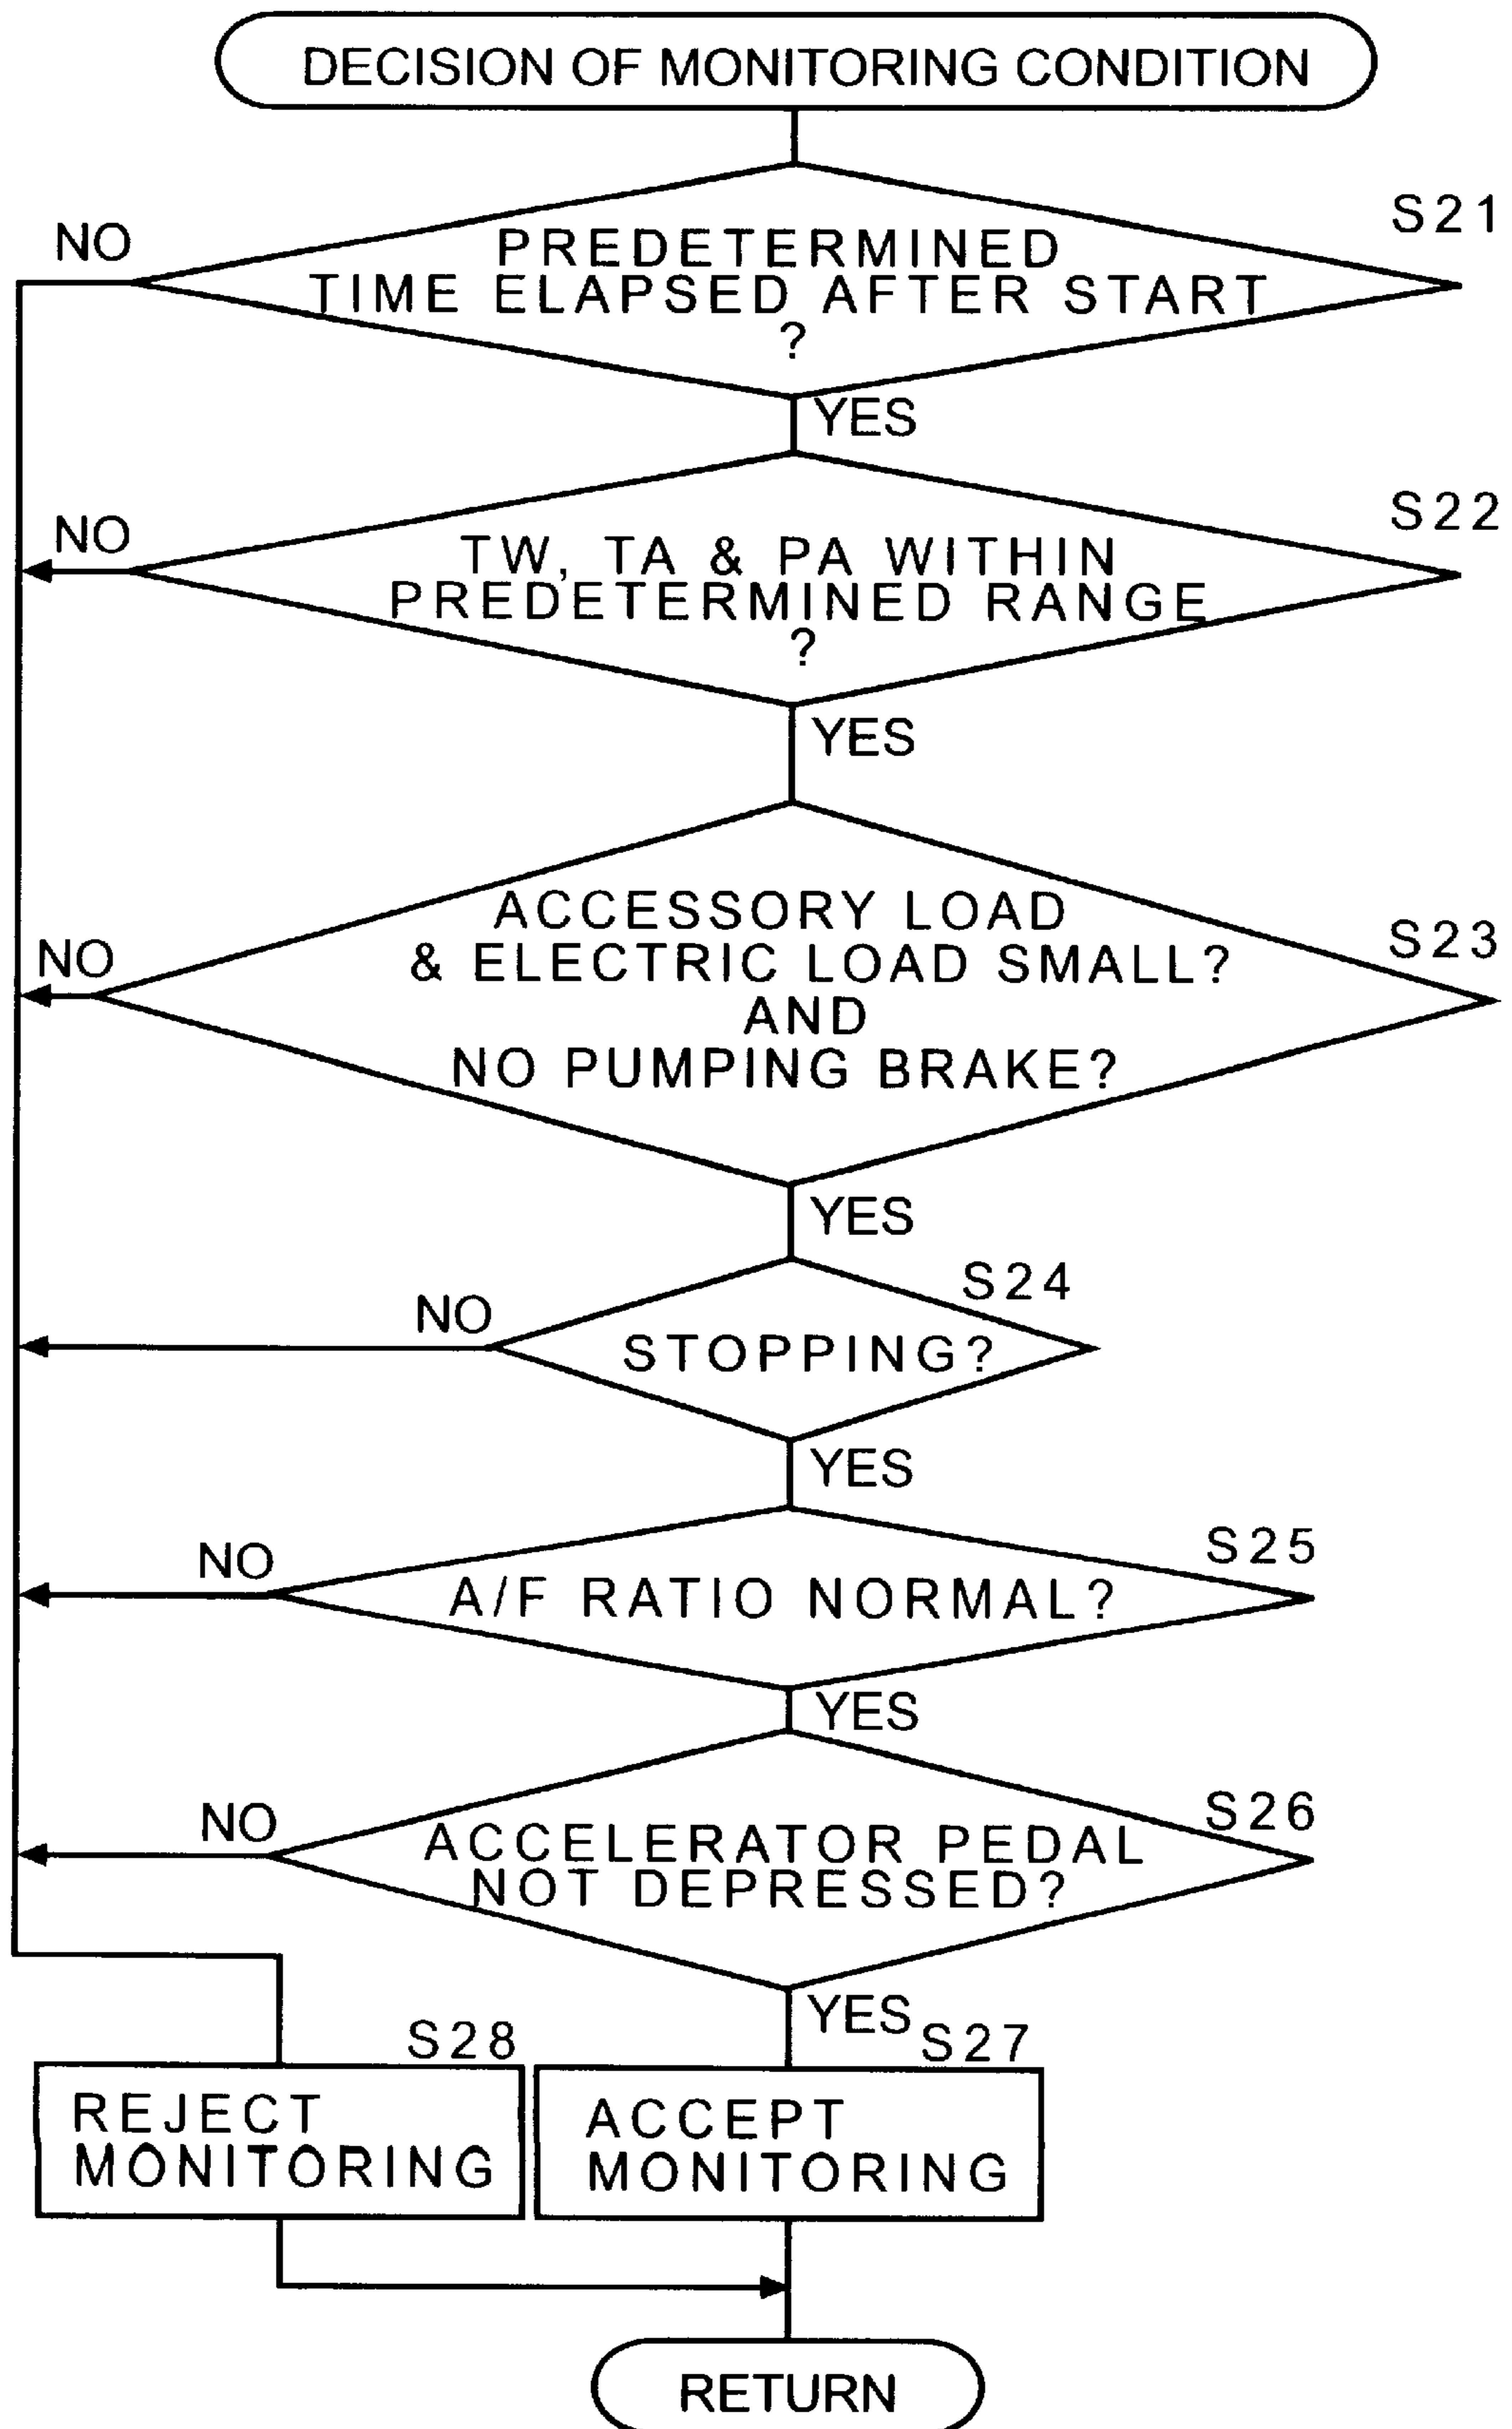 DECISION OF MONITORING CONDITION
S21
NO
PREDETERMINED
TIME ELAPSED AFTER START
?
YES
S22
NO
TW, TA & PA WITHIN
PREDETERMINED RANGE
?
YES
S23
NO
ACCESSORY LOAD
& ELECTRIC LOAD SMALL?
AND
NO PUMPING BRAKE?
YES
S24
NO
STOPPING?
YES
S25
NO
A/F RATIO NORMAL?
YES
S26
NO
ACCELERATOR PEDAL
NOT DEPRESSED?
YES
S28
REJECT
MONITORING
S27
ACCEPT
MONITORING
RETURN